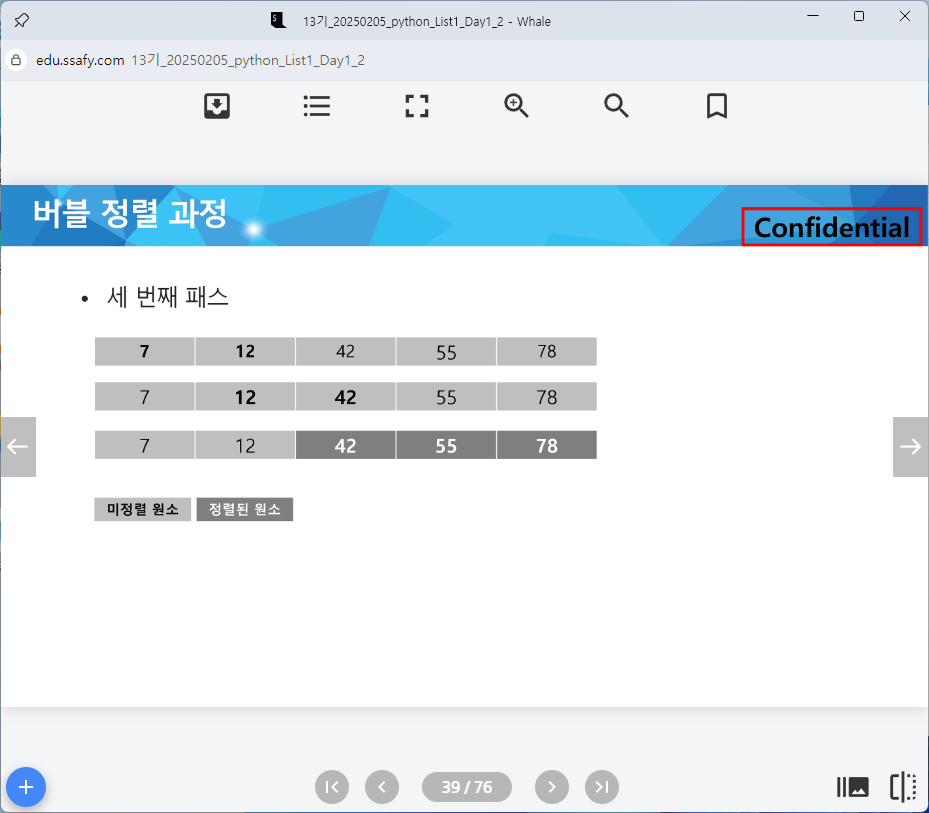 13기_20250205_python_List1_Day1_2 - Whale
edu.ssafy.com 13기_20250205_python_List1_Day1_2
버블 정렬 과정
Confidential
• 세 번째 패스
7 12 42 55 78
7 12 42 55 78
7 12 42 55 78
미정렬 원소 정렬된 원소
39 / 76